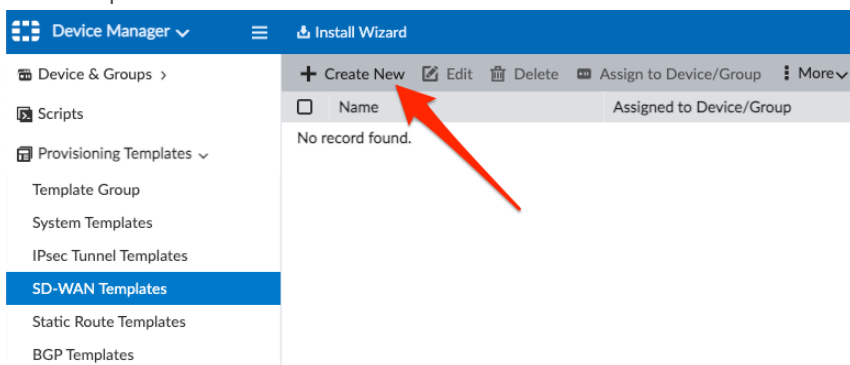 Device Manager
Install Wizard
Device & Groups
Create New Edit Delete Assign to Device/Group More
Scripts
Name Assigned to Device/Group
No record found.
Provisioning Templates
Template Group
System Templates
IPsec Tunnel Templates
SD-WAN Templates
Static Route Templates
BGP Templates